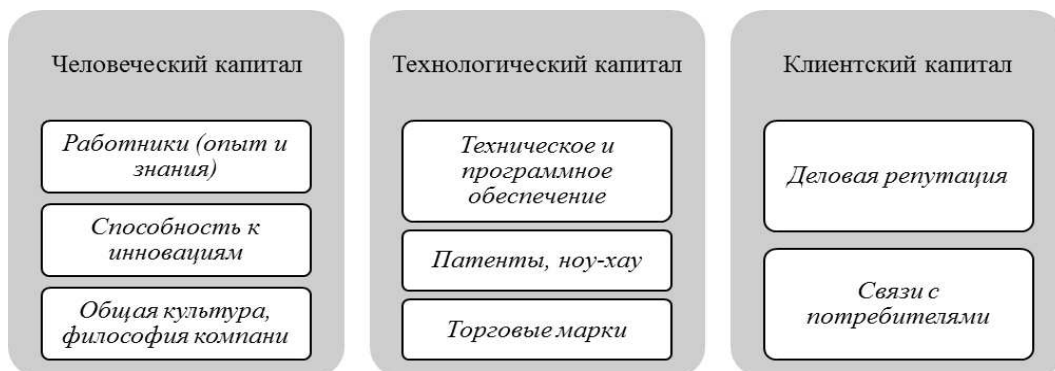 Человеческий капитал
Работники (опыт и
знания)
Способность к
инновациям
Общая культура,
философия компани
Технологический капитал
Техническое и
программное
обеспечение
Патенты, ноу-хау
Торговые марки
Клиентский капитал
Деловая репутация
Связи с
потребителями